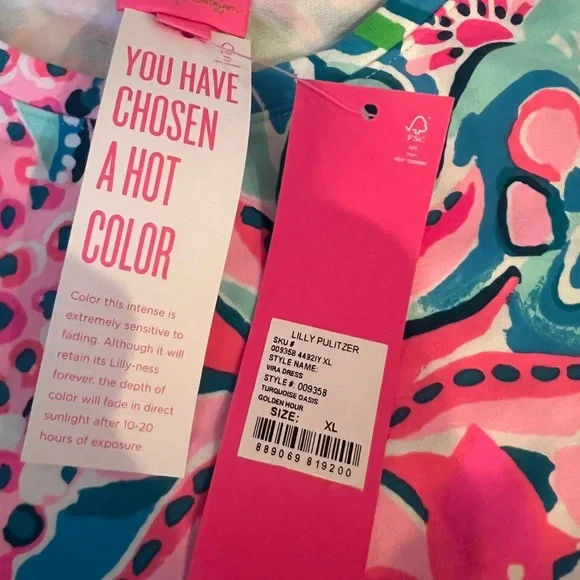 YOU HAVE
CHOSEN
A HOT
COLOR
Color this intense is
extremely sensitive to
fading. Although it will
retain its Lilly-ness
forever, the depth of
color will fade in direct
sunlight after 10-20
hours of exposure.
FSC
LILLY PULITZER
SKU #
009358 4492IY XL
STYLE NAME:
VIRA DRESS
STYLE #: 009358
TURQUOISE OASIS
GOLDEN HOUR
SIZE: XL
889069 819200